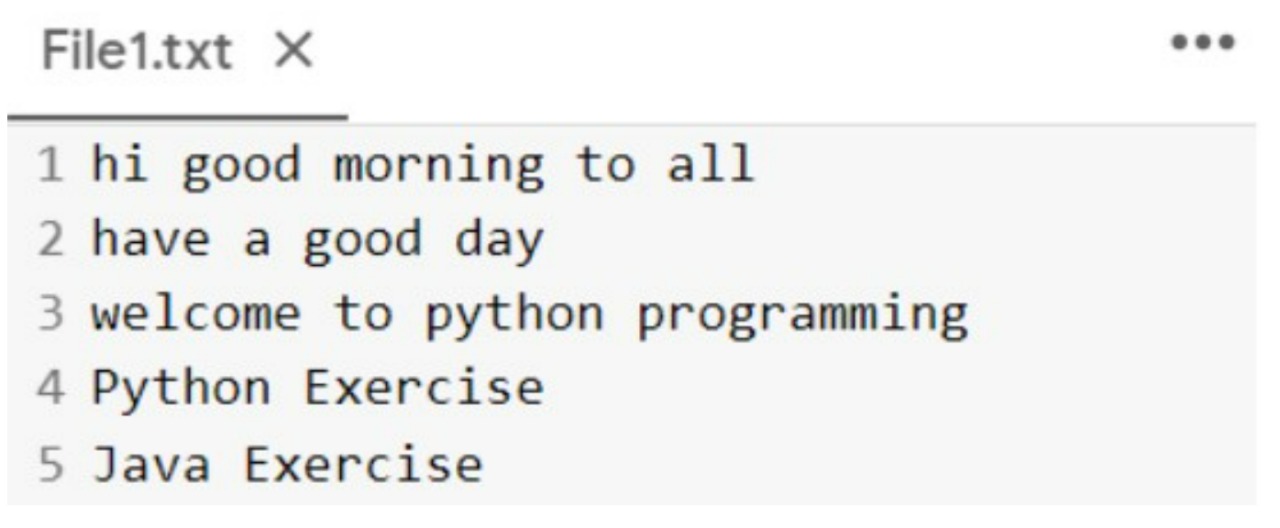 File1.txt ×
1 hi good morning to all
2 have a good day
3 welcome to python programming
4 Python Exercise
5 Java Exercise